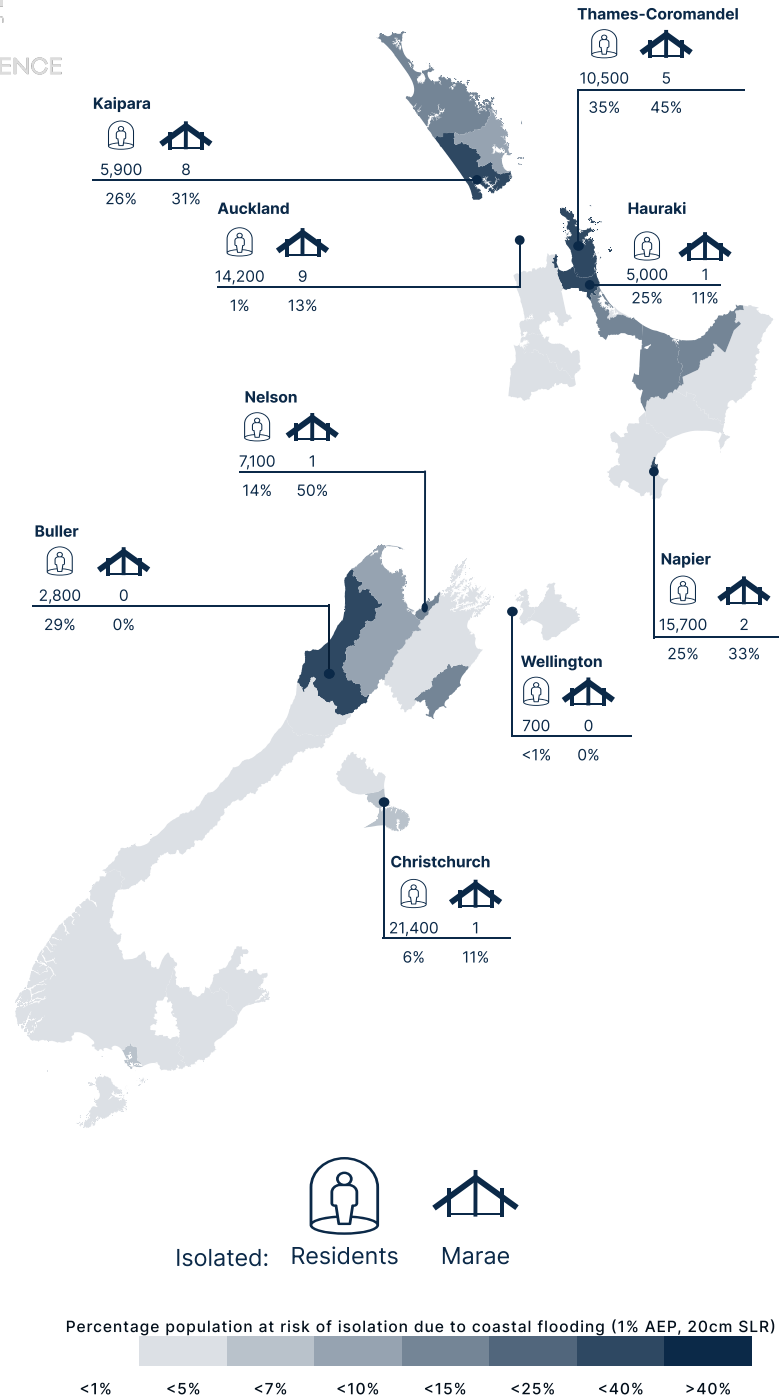 ENCE
Thames-Coromandel
10,500 5
35% 45%
Kaipara
5,900 8
26% 31%
Auckland
14,200 9
1% 13%
Hauraki
5,000 1
25% 11%
Nelson
7,100 1
14% 50%
Buller
2,800 0
29% 0%
Napier
15,700 2
25% 33%
Wellington
700 0
<1% 0%
Christchurch
21,400 1
6% 11%
Isolated: Residents Marae
Percentage population at risk of isolation due to coastal flooding (1% AEP, 20cm SLR)
<1% <5% <7% <10% <15% <25% <40% >40%